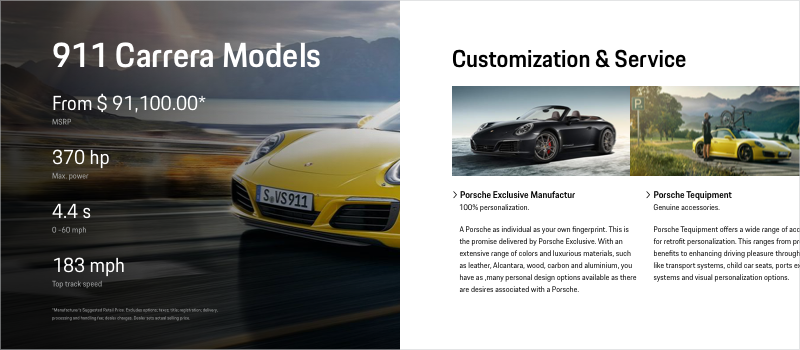 911 Carrera Models
From $ 91,100.00*
MSRP
370 hp
Max. power
4.4 s
0 -60 mph
183 mph
Top track speed
*Manufacturer's Suggested Retail Price. Excludes options; taxes; title; registration; delivery,
processing and handling fee; dealer charges. Dealer sets actual selling price.
S VS 911
Customization & Service
Porsche Exclusive Manufactur
100% personalization.
A Porsche as individual as your own fingerprint. This is
the promise delivered by Porsche Exclusive. With an
extensive range of colors and luxurious materials, such
as leather, Alcantara, wood, carbon and aluminium, you
have as ,many personal design options available as there
are desires associated with a Porsche.
Porsche Tequipment
Genuine accessories.
Porsche Tequipment offers a wide range of acc
for retrofit personalization. This ranges from pr
benefits to enhancing driving pleasure through
like transport systems, child car seats, ports ex
systems and visual personalization options.